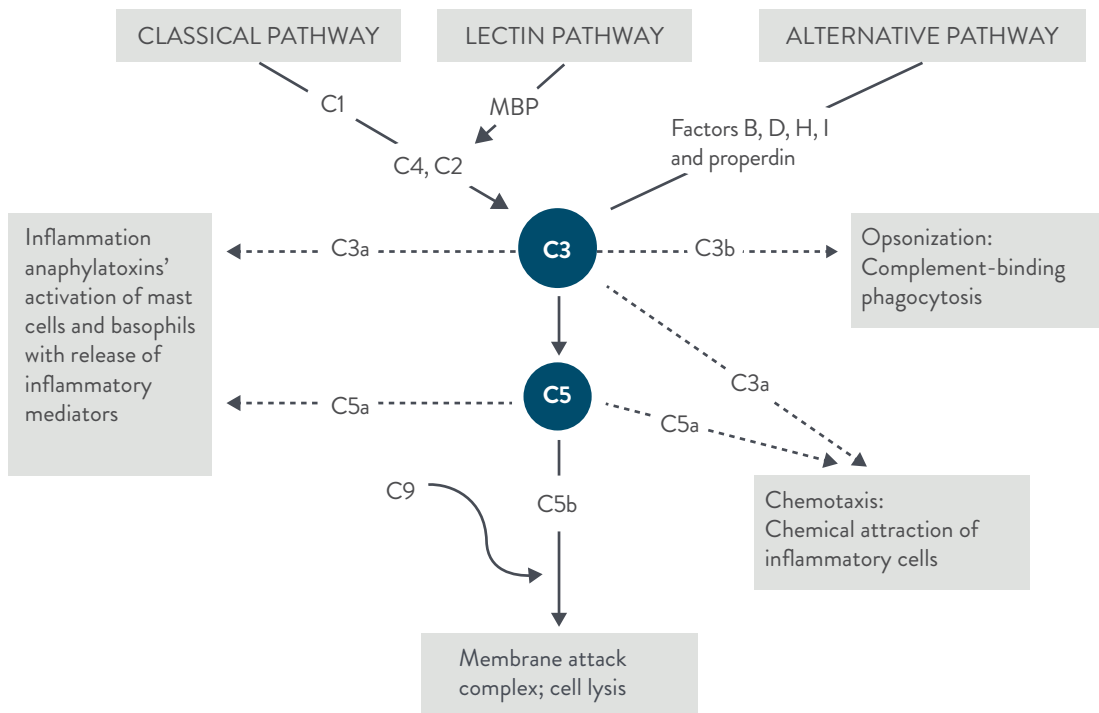 CLASSICAL PATHWAY
LECTIN PATHWAY
ALTERNATIVE PATHWAY
C1
MBP
Factors B, D, H, I
and properdin
C4, C2
Inflammation
anaphylatoxins’
activation of mast
cells and basophils
with release of
inflammatory
mediators
C3a
C3
C3b
Opsonization:
Complement-binding
phagocytosis
C3a
C5a
C5
C5a
C9
C5b
Chemotaxis:
Chemical attraction of
inflammatory cells
Membrane attack
complex; cell lysis